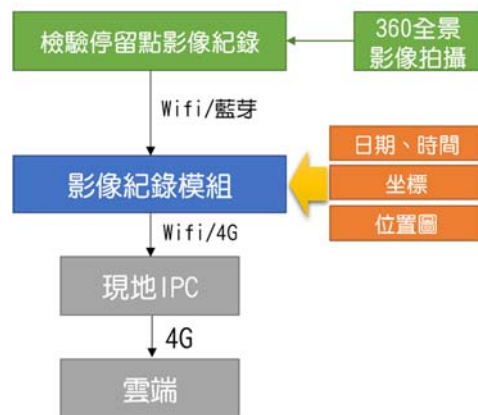 檢驗停留點影像紀錄
360全景
影像拍攝
Wifi/藍芽
日期、時間
影像紀錄模組
坐標
位置圖
Wifi/4G
現地IPC
4G
雲端